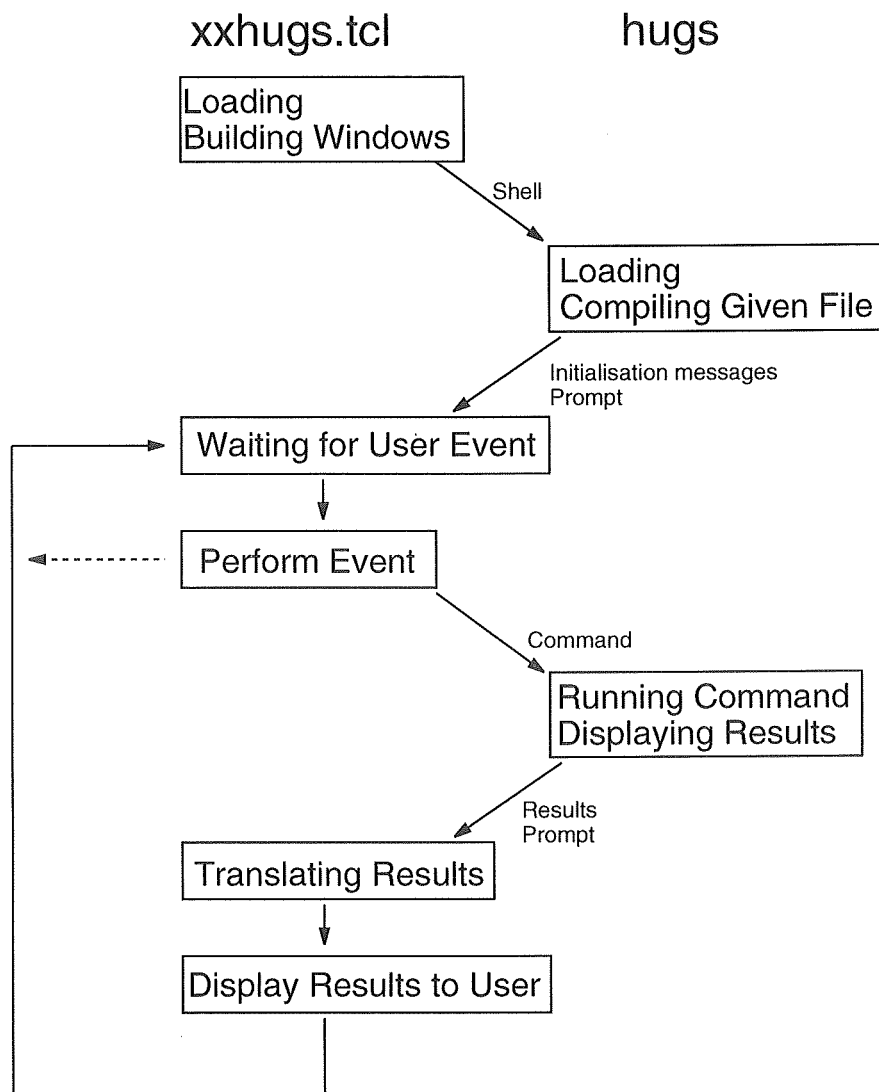 xxhugs.tcl hugs
Loading
Building Windows
Shell
Loading
Compiling Given File
Initialisation messages
Prompt
Waiting for User Event
Perform Event
Command
Running Command
Displaying Results
Results
Prompt
Translating Results
Display Results to User